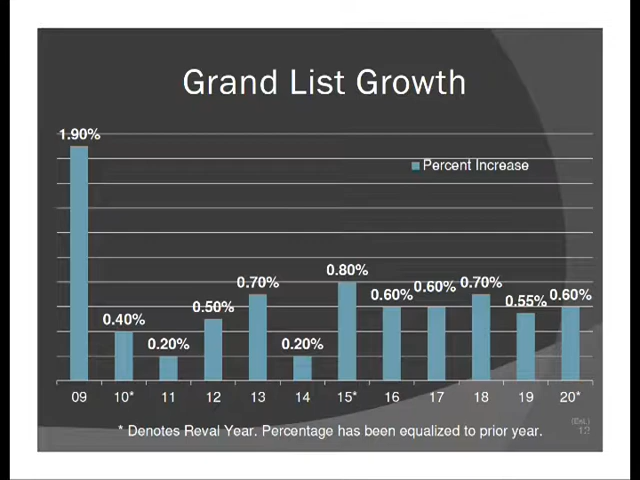 Grand List Growth
1.90%
Percent Increase
0.40%
0.20%
0.50%
0.70%
0.20%
0.80%
0.60%
0.60%
0.70%
0.55%
0.60%
09 10* 11 12 13 14 15* 16 17 18 19 20*
(Est.)
* Denotes Reval Year. Percentage has been equalized to prior year.
12